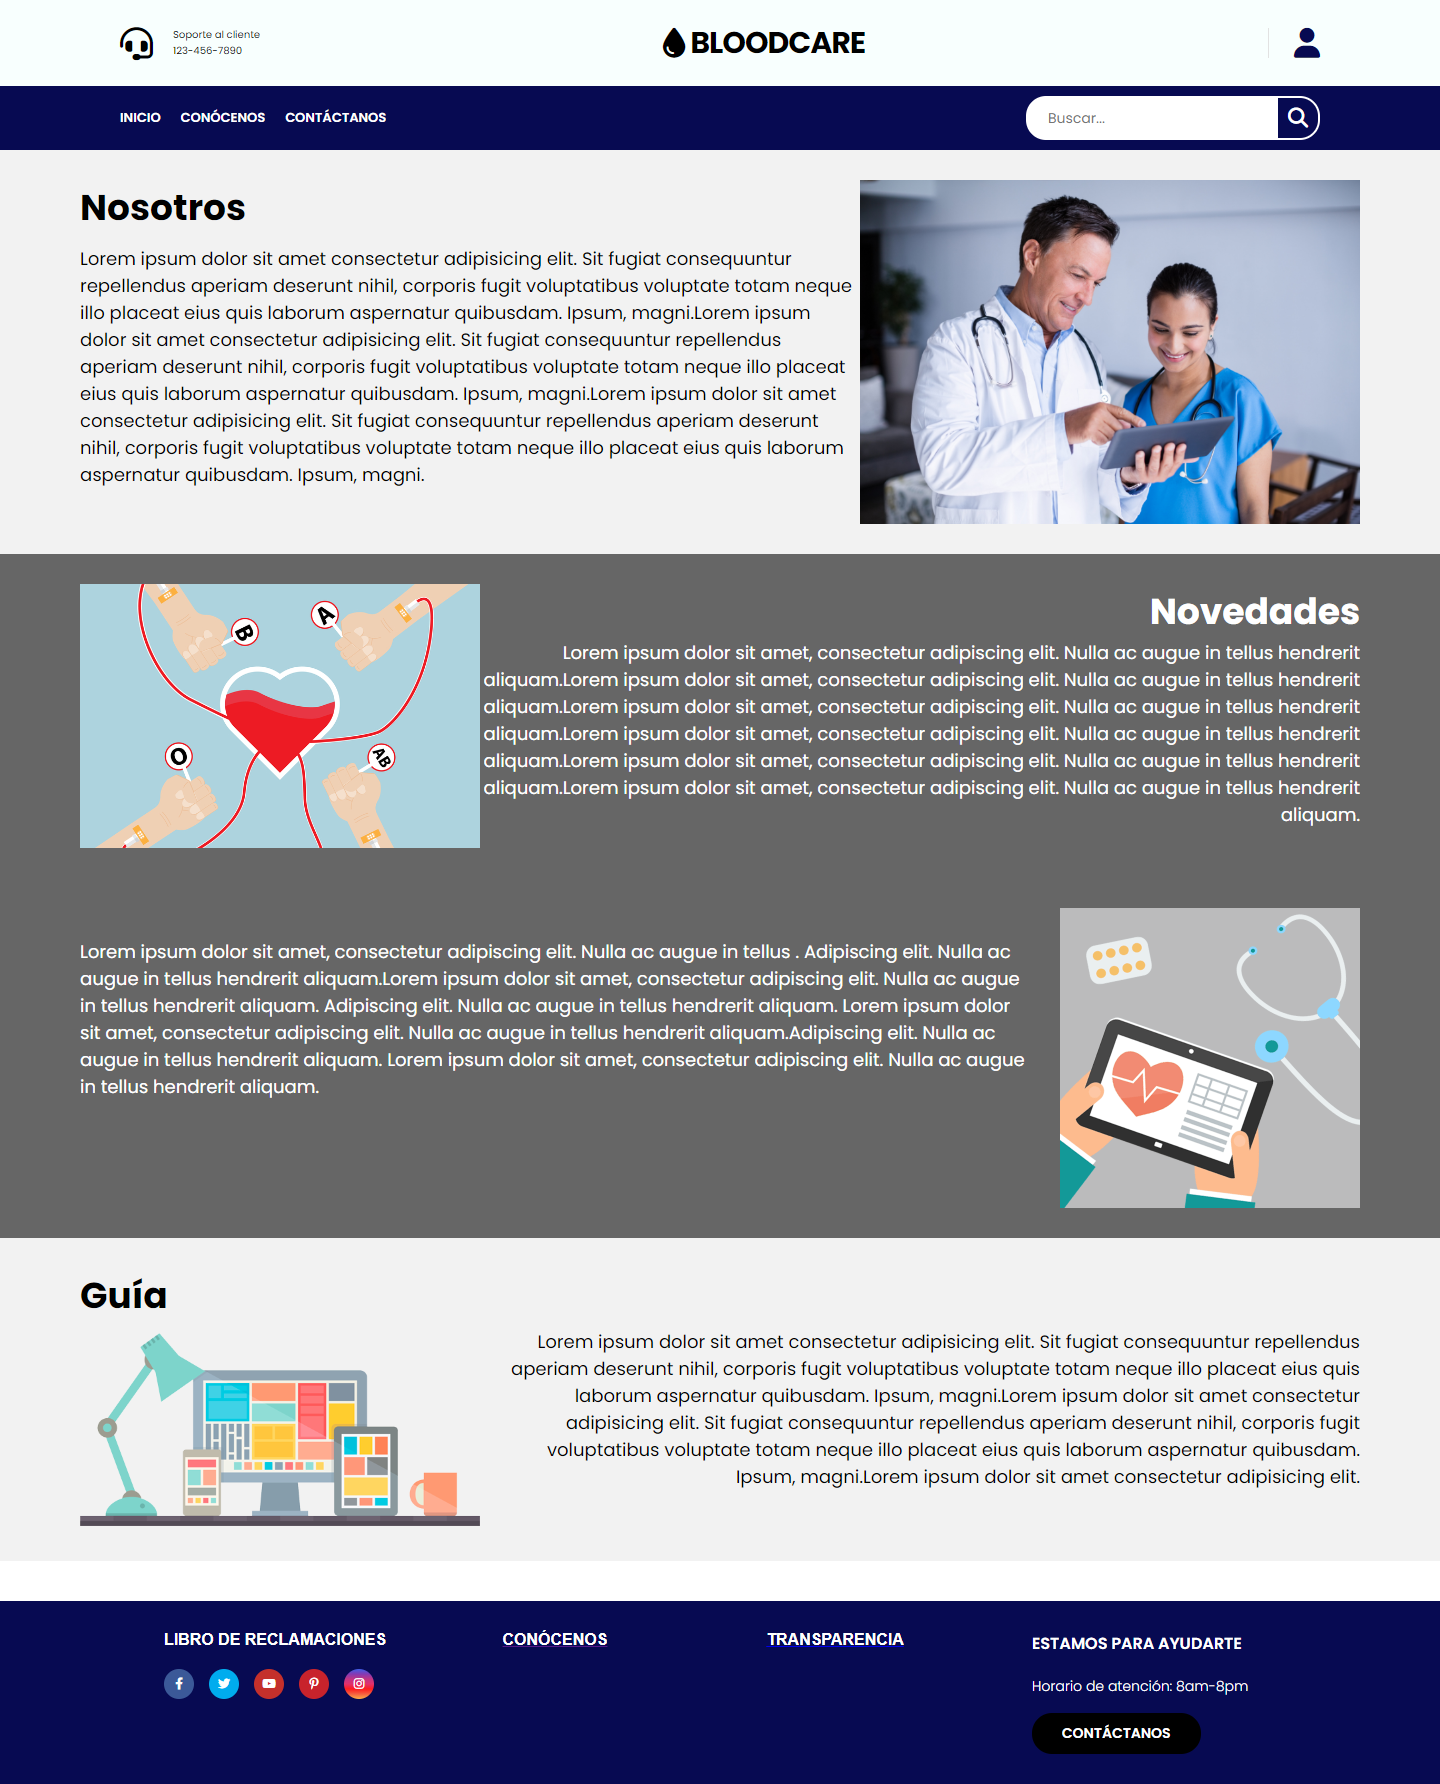 Soporte al cliente
123-456-7890
BLOODCARE
INICIO CONÓCENOS CONTÁCTANOS
Buscar...
Nosotros
Lorem ipsum dolor sit amet consectetur adipisicing elit. Sit fugiat consequuntur
repellendus aperiam deserunt nihil, corporis fugit voluptatibus voluptate totam neque
illo placeat eius quis laborum aspernatur quibusdam. Ipsum, magni.Lorem ipsum
dolor sit amet consectetur adipisicing elit. Sit fugiat consequuntur repellendus
aperiam deserunt nihil, corporis fugit voluptatibus voluptate totam neque illo placeat
eius quis laborum aspernatur quibusdam. Ipsum, magni.Lorem ipsum dolor sit amet
consectetur adipisicing elit. Sit fugiat consequuntur repellendus aperiam deserunt
nihil, corporis fugit voluptatibus voluptate totam neque illo placeat eius quis laborum
aspernatur quibusdam. Ipsum, magni.
B
A
O
AB
Novedades
Lorem ipsum dolor sit amet, consectetur adipiscing elit. Nulla ac augue in tellus hendrerit
aliquam.Lorem ipsum dolor sit amet, consectetur adipiscing elit. Nulla ac augue in tellus hendrerit
aliquam.Lorem ipsum dolor sit amet, consectetur adipiscing elit. Nulla ac augue in tellus hendrerit
aliquam.Lorem ipsum dolor sit amet, consectetur adipiscing elit. Nulla ac augue in tellus hendrerit
aliquam.Lorem ipsum dolor sit amet, consectetur adipiscing elit. Nulla ac augue in tellus hendrerit
aliquam.Lorem ipsum dolor sit amet, consectetur adipiscing elit. Nulla ac augue in tellus hendrerit
aliquam.
Lorem ipsum dolor sit amet, consectetur adipiscing elit. Nulla ac augue in tellus . Adipiscing elit. Nulla ac
augue in tellus hendrerit aliquam.Lorem ipsum dolor sit amet, consectetur adipiscing elit. Nulla ac augue
in tellus hendrerit aliquam. Adipiscing elit. Nulla ac augue in tellus hendrerit aliquam. Lorem ipsum dolor
sit amet, consectetur adipiscing elit. Nulla ac augue in tellus hendrerit aliquam.Adipiscing elit. Nulla ac
augue in tellus hendrerit aliquam. Lorem ipsum dolor sit amet, consectetur adipiscing elit. Nulla ac augue
in tellus hendrerit aliquam.
Guía
Lorem ipsum dolor sit amet consectetur adipisicing elit. Sit fugiat consequuntur repellendus
aperiam deserunt nihil, corporis fugit voluptatibus voluptate totam neque illo placeat eius quis
laborum aspernatur quibusdam. Ipsum, magni.Lorem ipsum dolor sit amet consectetur
adipisicing elit. Sit fugiat consequuntur repellendus aperiam deserunt nihil, corporis fugit
voluptatibus voluptate totam neque illo placeat eius quis laborum aspernatur quibusdam.
Ipsum, magni.Lorem ipsum dolor sit amet consectetur adipisicing elit.
LIBRO DE RECLAMACIONES
CONÓCENOS
TRANSPARENCIA
ESTAMOS PARA AYUDARTE
Horario de atención: 8am-8pm
CONTÁCTANOS